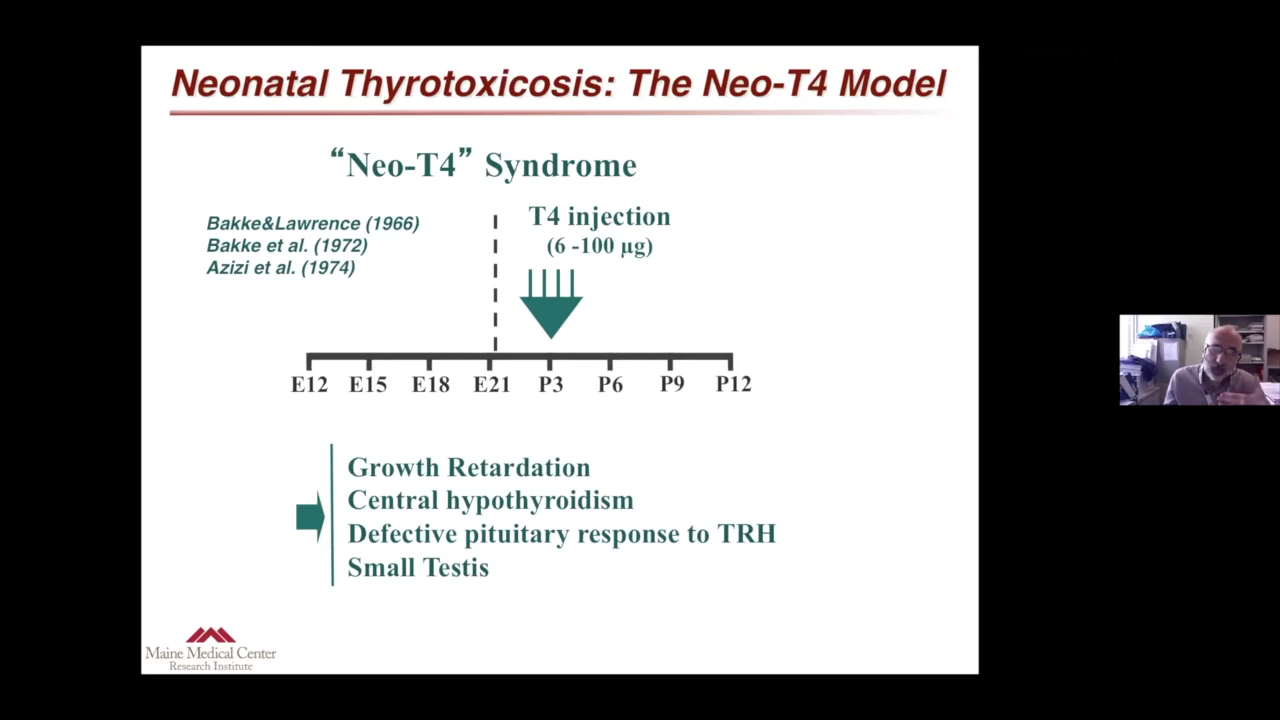 Neonatal Thyrotoxicosis: The Neo-T4 Model
“Neo-T4” Syndrome
Bakke&Lawrence (1966)
Bakke et al. (1972)
Azizi et al. (1974)
T4 injection
(6 -100 µg)
E12 E15 E18 E21 P3 P6 P9 P12
Growth Retardation
Central hypothyroidism
Defective pituitary response to TRH
Small Testis
Maine Medical Center
Research Institute